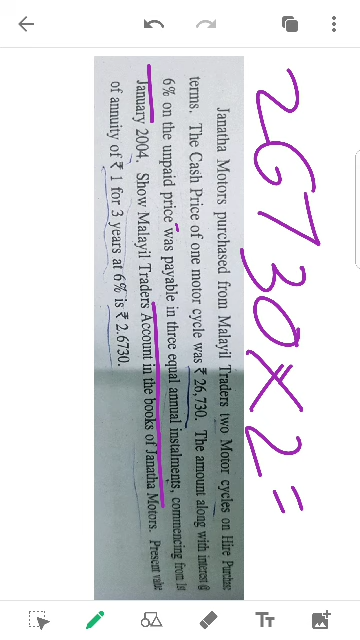 26730×2=
Janatha Motors purchased from Malayil Traders two Motor cycles on Hire Purchase
terms. The Cash Price of one motor cycle was ₹ 26,730. The amount along with interest @
6% on the unpaid price was payable in three equal annual instalments, commencing from 1st
January 2004. Show Malayil Traders Account in the books of Janatha Motors. Present value
of annuity of ₹ 1 for 3 years at 6% is ₹ 2.6730.
TT